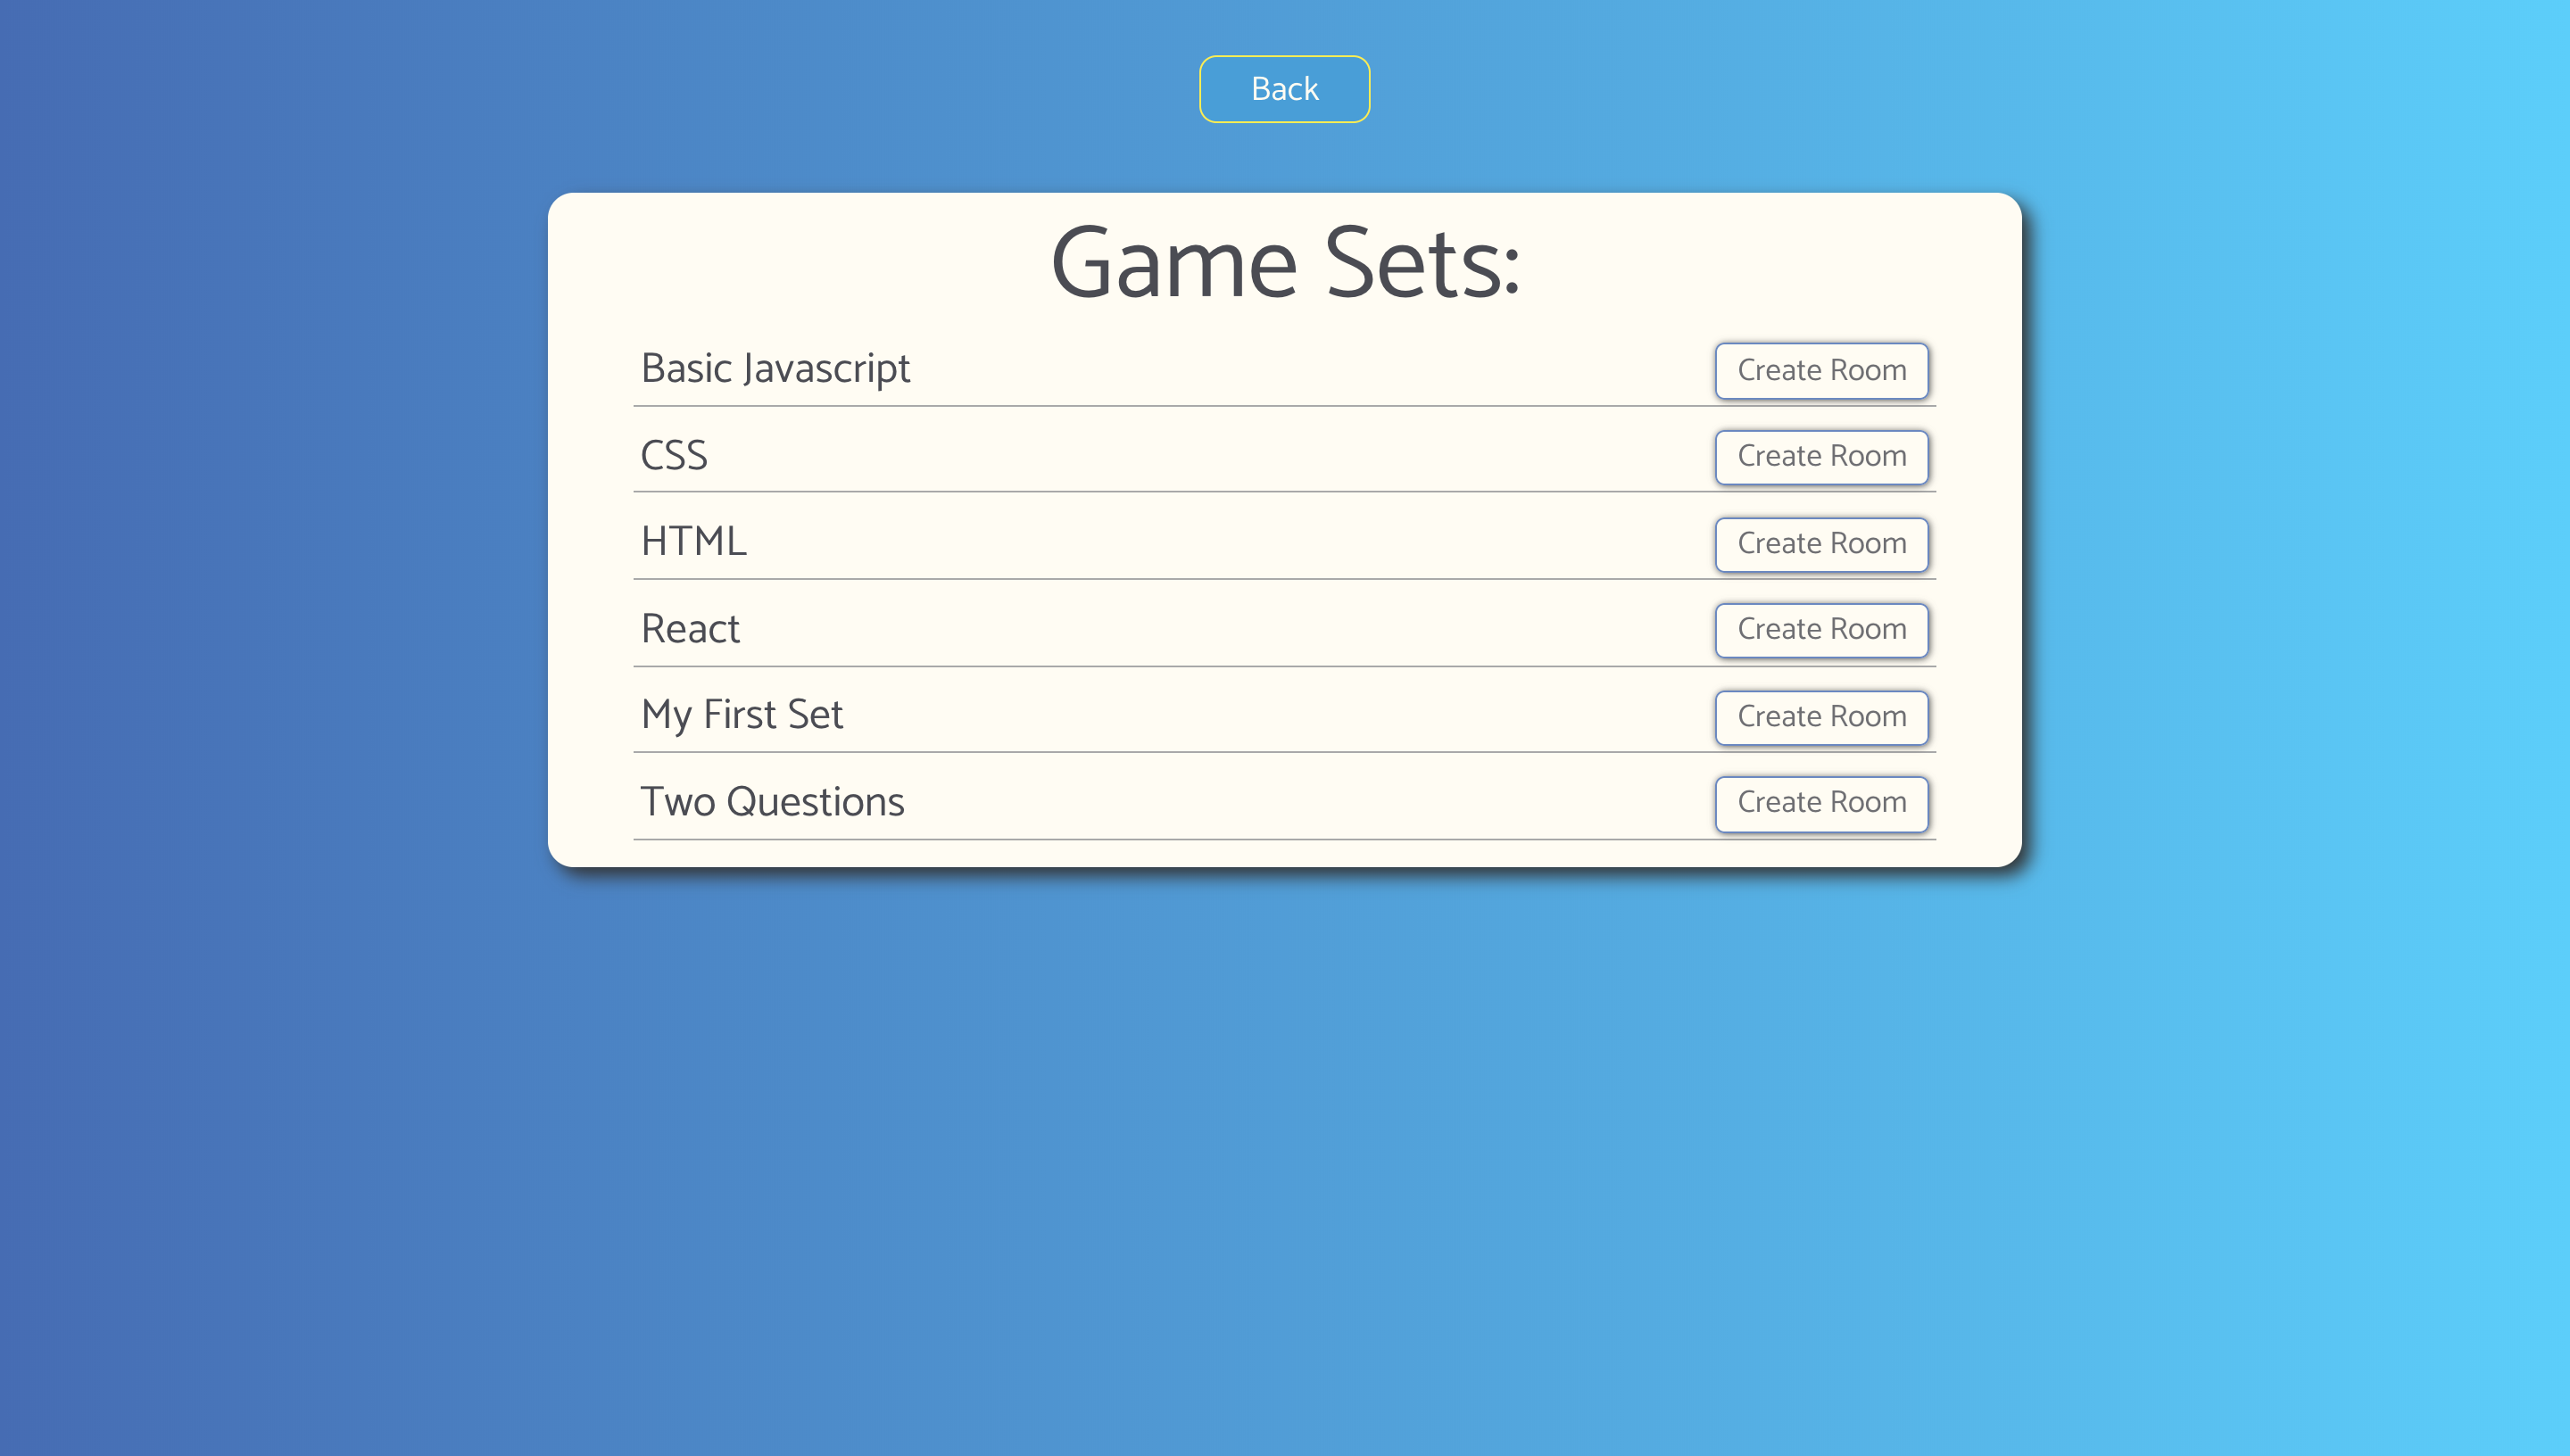 Back
Game Sets:
Basic Javascript Create Room
CSS Create Room
HTML Create Room
React Create Room
My First Set Create Room
Two Questions Create Room